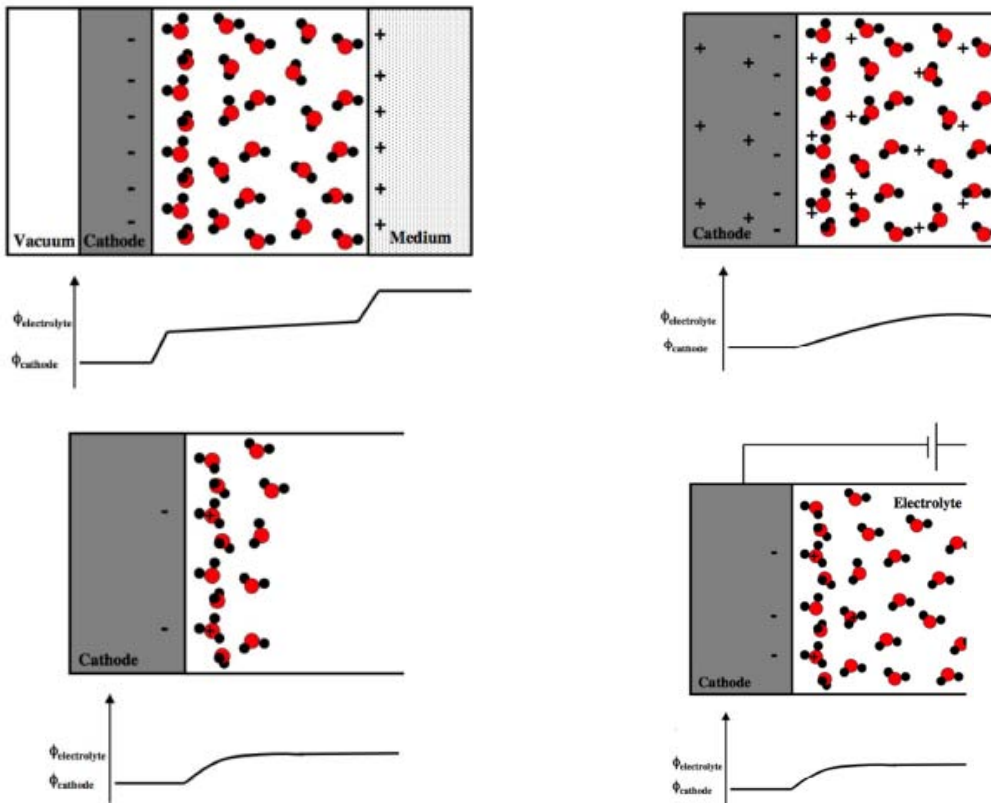 Vacuum Cathode Medium
ϕelectrolyte
ϕcathode
Cathode
ϕelectrolyte
ϕcathode
Cathode
ϕelectrolyte
ϕcathode
Electrolyte
Cathode
ϕelectrolyte
ϕcathode